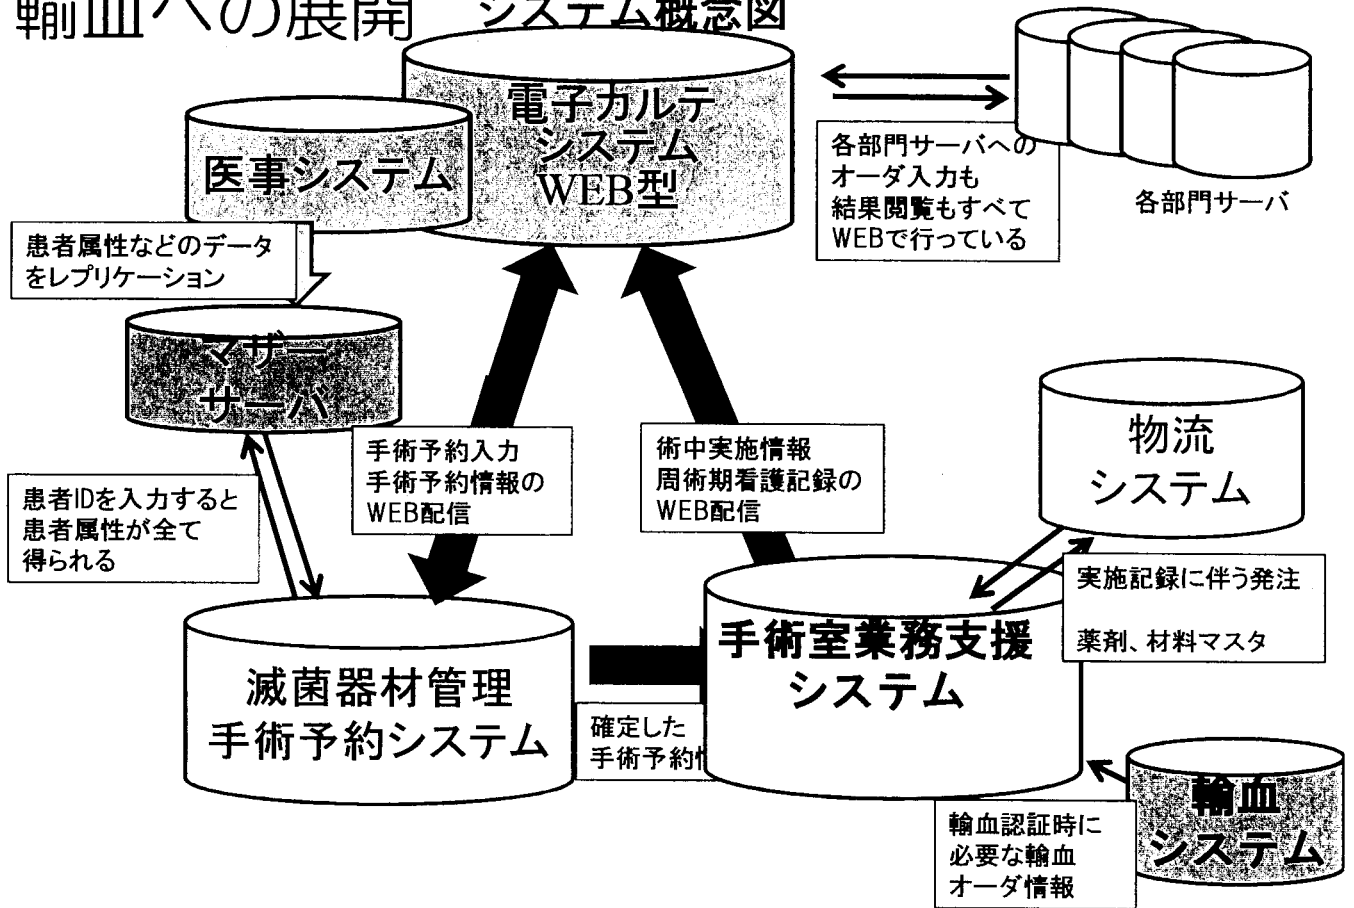 輸血への展開
システム概念図
電子カルテ
システム
WEB型
医事システム
各部門サーバへの
オーダ入力も
結果閲覧もすべて
WEBで行っている
各部門サーバ
患者属性などのデータ
をレプリケーション
マザー
サーバ
手術予約入力
手術予約情報の
WEB配信
術中実施情報
周術期看護記録の
WEB配信
物流
システム
患者IDを入力すると
患者属性が全て
得られる
実施記録に伴う発注
薬剤、材料マスタ
滅菌器材管理
手術予約システム
確定した
手術予約情
手術室業務支援
システム
輸血認証時に
必要な輸血
オーダ情報
輸血
システム